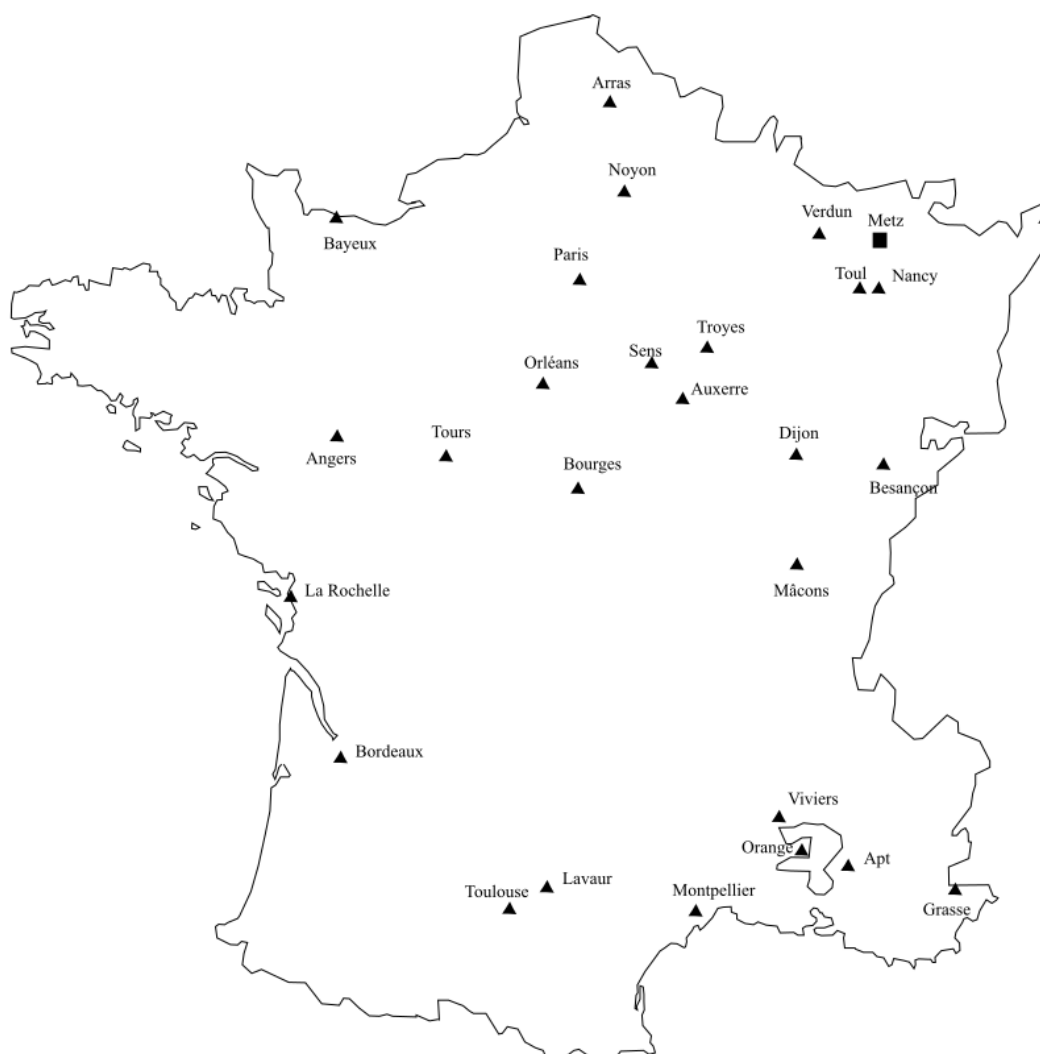 Arras
Noyon
Verdun
Metz
Bayeux
Paris
Toul
Nancy
Troyes
Sens
Orléans
Auxerre
Tours
Dijon
Angers
Bourges
Besançon
La Rochelle
Mâcons
Bordeaux
Viviers
Orange
Apt
Lavaur
Toulouse
Montpellier
Grasse